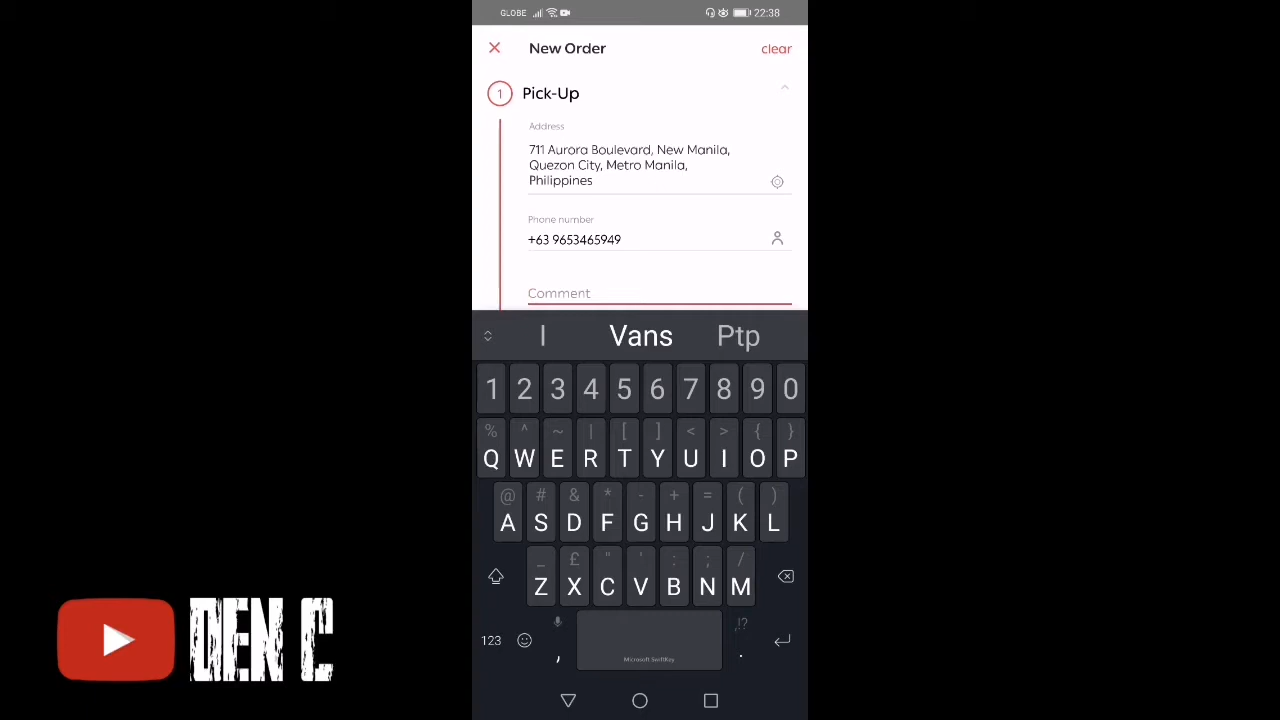 GLOBE 22:38
New Order clear
1 Pick-Up
Address
711 Aurora Boulevard, New Manila,
Quezon City, Metro Manila,
Philippines
Phone number
+63 9653465949
Comment
I Vans Ptp
1 2 3 4 5 6 7 8 9 0
% ^ ~ | [ ] < > { }
Q W E R T Y U I O P
@ # & * - + = ( )
A S D F G H J K L
_ £ " ' : ; /
Z X C V B N M
,!?
123 , Microsoft SwiftKey .
DEN C